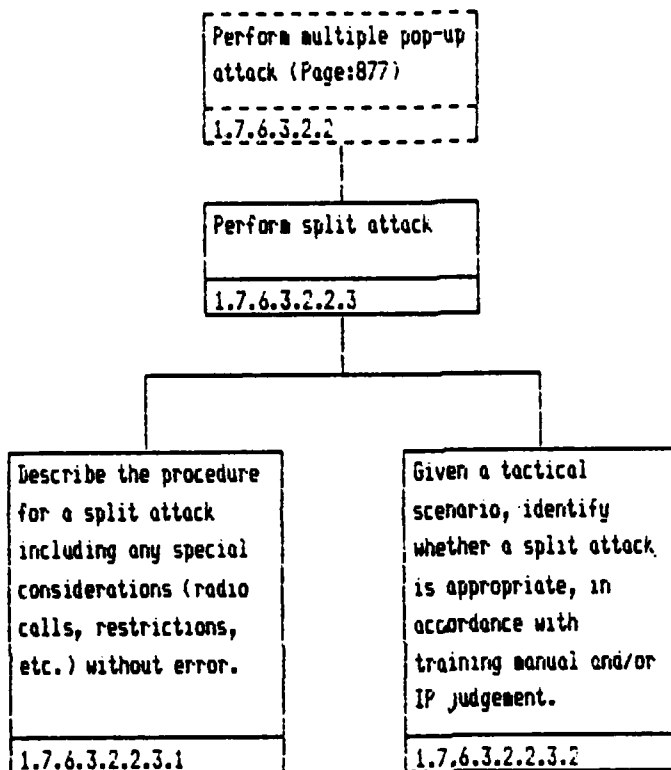 Perform multiple pop-up
attack (Page:877)
1.7.6.3.2.2
Perform split attack
1.7.6.3.2.2.3
Describe the procedure
for a split attack
including any special
considerations (radio
calls, restrictions,
etc.) without error.
1.7.6.3.2.2.3.1
Given a tactical
scenario, identify
whether a split attack
is appropriate, in
accordance with
training manual and/or
IP judgement.
1.7.6.3.2.2.3.2